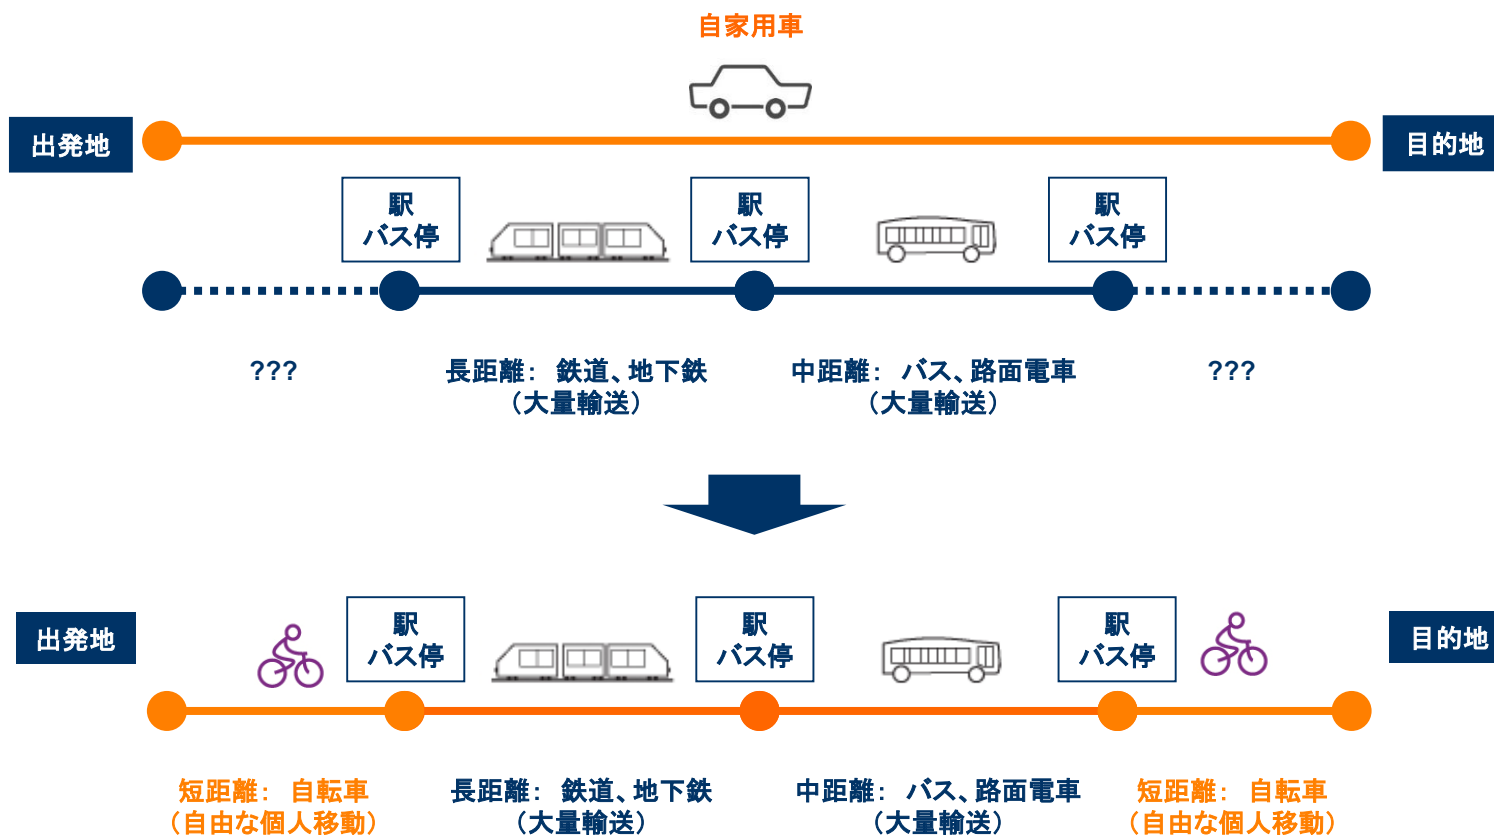 自家用車
出発地
目的地
駅
バス停
駅
バス停
駅
バス停
???
長距離： 鉄道、地下鉄
（大量輸送）
中距離： バス、路面電車
（大量輸送）
???
出発地
駅
バス停
駅
バス停
駅
バス停
目的地
短距離： 自転車
（自由な個人移動）
長距離： 鉄道、地下鉄
（大量輸送）
中距離： バス、路面電車
（大量輸送）
短距離： 自転車
（自由な個人移動）